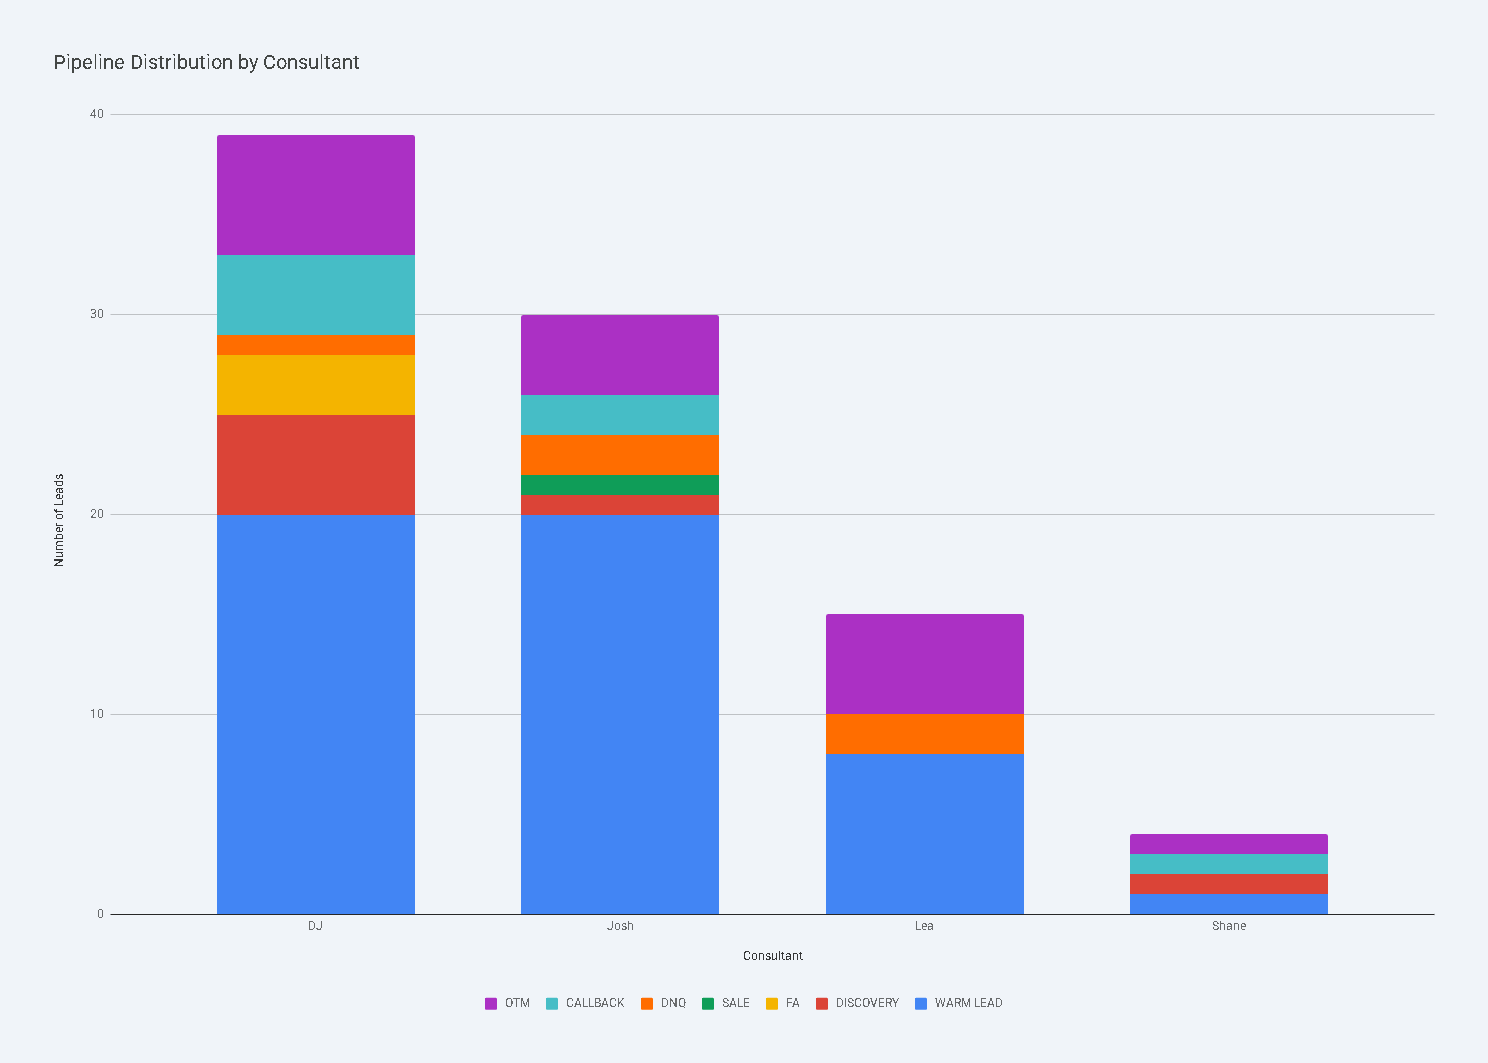 Pipeline Distribution by Consultant
40
30
20
10
0
Number of Leads
DJ
Josh
Lea
Shane
Consultant
OTM CALLBACK DNQ SALE FA DISCOVERY WARM LEAD